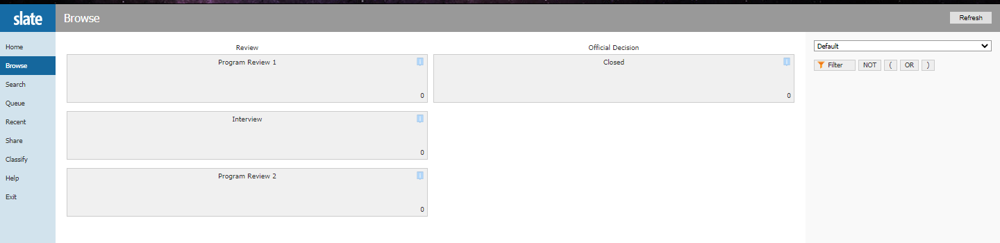 slate
Browse
Refresh
Home
Browse
Search
Queue
Recent
Share
Classify
Help
Exit
Review
Program Review 1
0
Interview
0
Program Review 2
0
Official Decision
Closed
0
Default
Filter NOT ( OR )